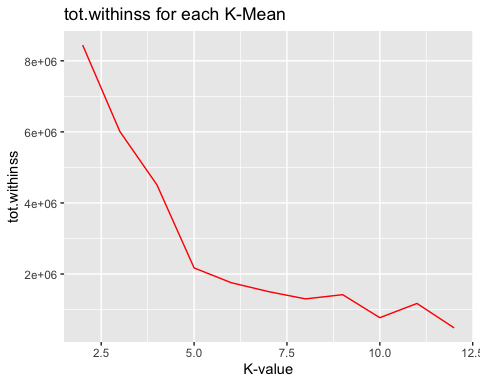 tot.withinss for each K-Mean
8e+06
6e+06
4e+06
2e+06
tot.withinss
2.5 5.0 7.5 10.0 12.5
K-value